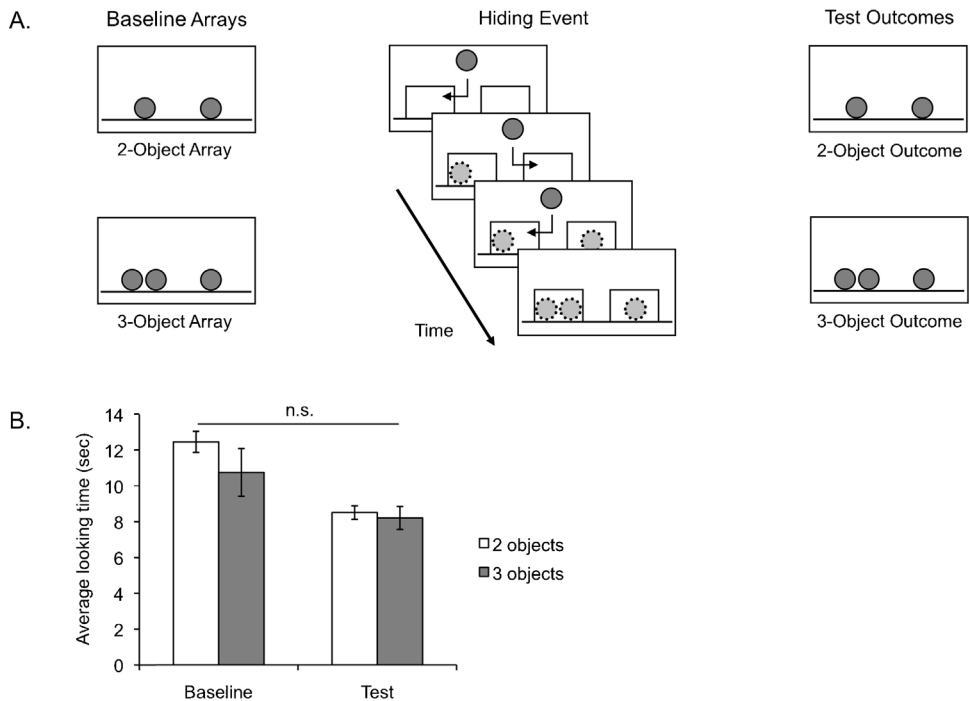 A.
Baseline Arrays
Hiding Event
Test Outcomes
2-Object Array
2-Object Outcome
3-Object Array
Time
3-Object Outcome
B.
n.s.
Average looking time (sec)
14
12
10
8
6
4
2
0
2 objects
3 objects
Baseline
Test